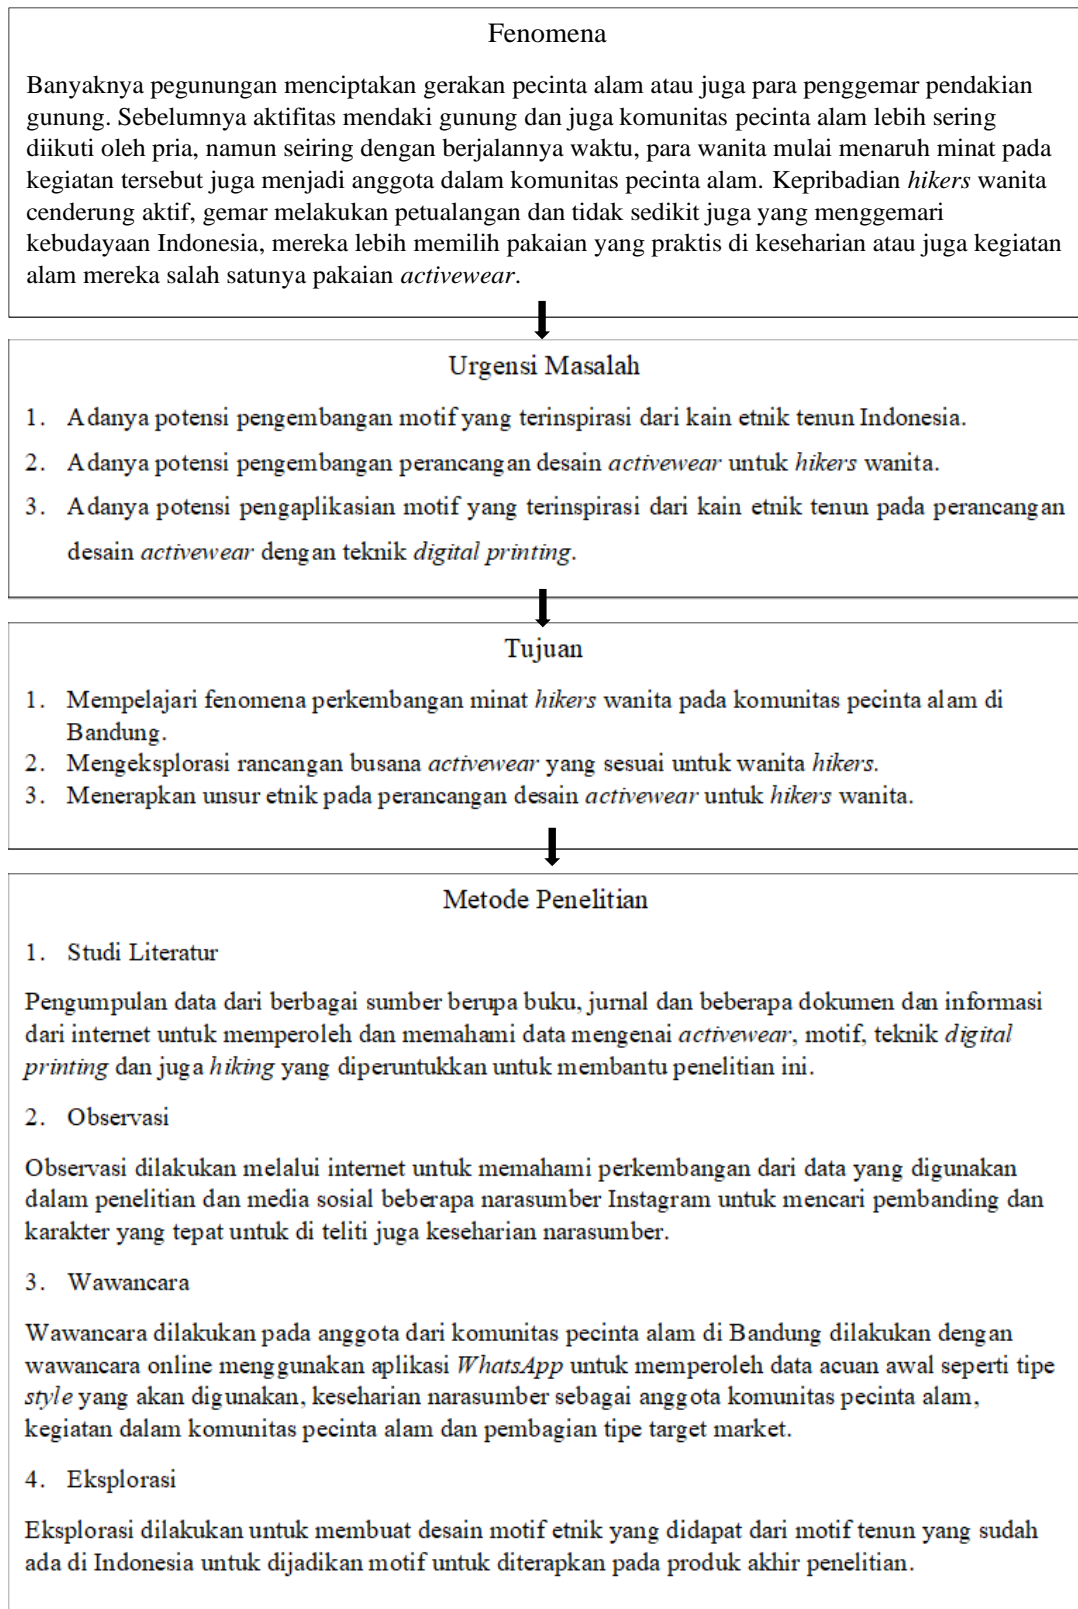 Fenomena
Banyaknya pegunungan menciptakan gerakan pecinta alam atau juga para penggemar pendakian
gunung. Sebelumnya aktifitas mendaki gunung dan juga komunitas pecinta alam lebih sering
diikuti oleh pria, namun seiring dengan berjalannya waktu, para wanita mulai menaruh minat pada
kegiatan tersebut juga menjadi anggota dalam komunitas pecinta alam. Kepribadian hikers wanita
cenderung aktif, gemar melakukan petualangan dan tidak sedikit juga yang menggemari
kebudayaan Indonesia, mereka lebih memilih pakaian yang praktis di keseharian atau juga kegiatan
alam mereka salah satunya pakaian activewear.
Urgensi Masalah
1. Adanya potensi pengembangan motif yang terinspirasi dari kain etnik tenun Indonesia.
2. Adanya potensi pengembangan perancangan desain activewear untuk hikers wanita.
3. Adanya potensi pengaplikasian motif yang terinspirasi dari kain etnik tenun pada perancangan
desain activewear dengan teknik digital printing.
Tujuan
1. Mempelajari fenomena perkembangan minat hikers wanita pada komunitas pecinta alam di
Bandung.
2. Mengeksplorasi rancangan busana activewear yang sesuai untuk wanita hikers.
3. Menerapkan unsur etnik pada perancangan desain activewear untuk hikers wanita.
Metode Penelitian
1. Studi Literatur
Pengumpulan data dari berbagai sumber berupa buku, jurnal dan beberapa dokumen dan informasi
dari internet untuk memperoleh dan memahami data mengenai activewear, motif, teknik digital
printing dan juga hiking yang diperuntukkan untuk membantu penelitian ini.
2. Observasi
Observasi dilakukan melalui internet untuk memahami perkembangan dari data yang digunakan
dalam penelitian dan media sosial beberapa narasumber Instagram untuk mencari pembanding dan
karakter yang tepat untuk di teliti juga keseharian narasumber.
3. Wawancara
Wawancara dilakukan pada anggota dari komunitas pecinta alam di Bandung dilakukan dengan
wawancara online menggunakan aplikasi WhatsApp untuk memperoleh data acuan awal seperti tipe
style yang akan digunakan, keseharian narasumber sebagai anggota komunitas pecinta alam,
kegiatan dalam komunitas pecinta alam dan pembagian tipe target market.
4. Eksplorasi
Eksplorasi dilakukan untuk membuat desain motif etnik yang didapat dari motif tenun yang sudah
ada di Indonesia untuk dijadikan motif untuk diterapkan pada produk akhir penelitian.